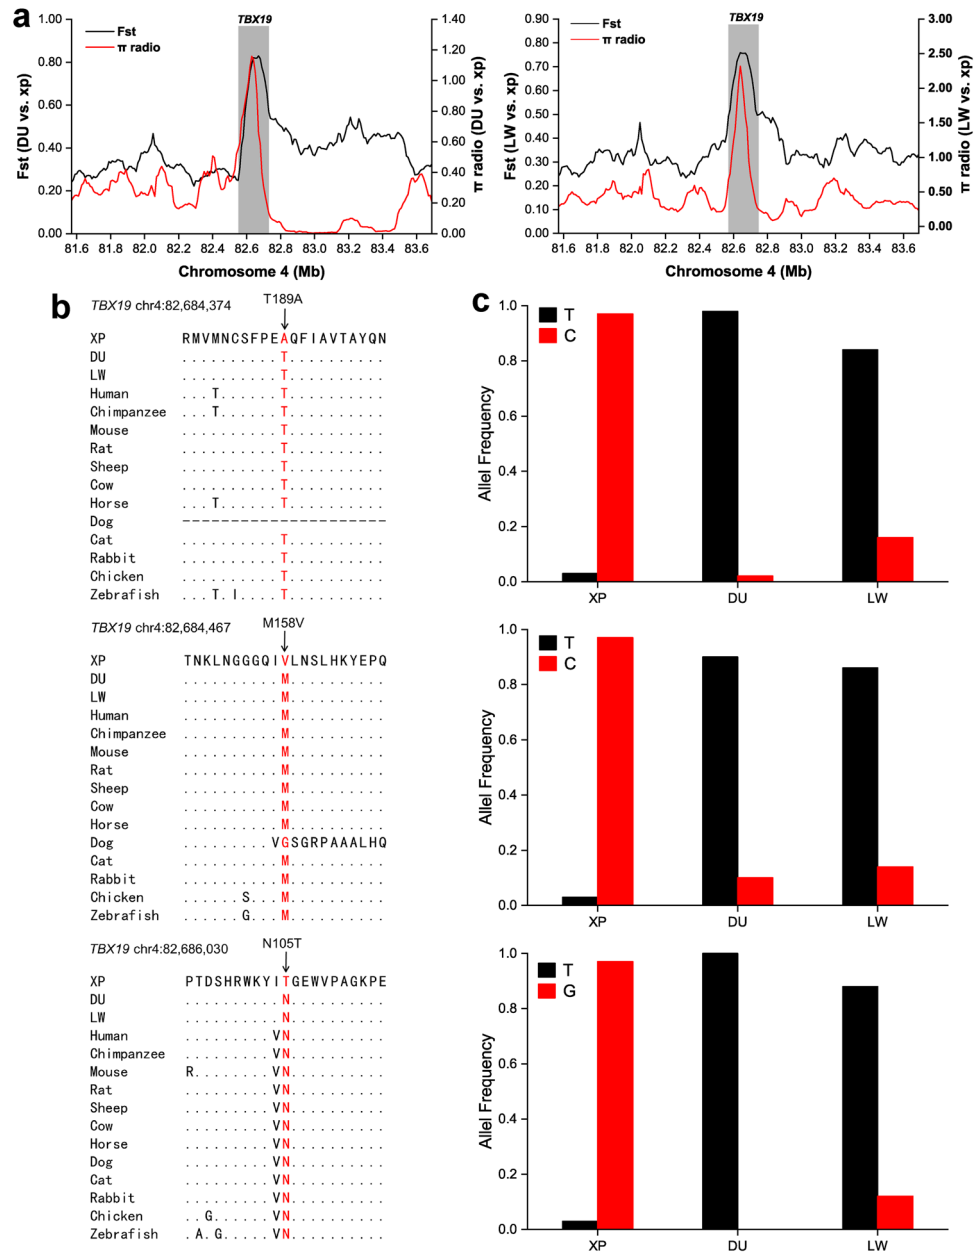 a
1.00
0.80
0.60
0.40
0.20
0.00
Fst (DU vs. xp)
Fst
π radio
TBX19
1.40
1.20
1.00
0.80
0.60
0.40
0.20
0.00
π radio (DU vs. xp)
81.6 81.8 82.0 82.2 82.4 82.6 82.8 83.0 83.2 83.4 83.6
Chromosome 4 (Mb)
0.90
0.80
0.70
0.60
0.50
0.40
0.30
0.20
0.10
0.00
Fst (LW vs. xp)
Fst
π radio
TBX19
3.00
2.50
2.00
1.50
1.00
0.50
0.00
π radio (LW vs. xp)
81.6 81.8 82.0 82.2 82.4 82.6 82.8 83.0 83.2 83.4 83.6
Chromosome 4 (Mb)
b
TBX19 chr4:82,684,374 T189A
XP RMVMNCSFPEAQFIAVTAYQN
DU ..........T..........
LW ..........T..........
Human ...T......T..........
Chimpanzee ...T......T..........
Mouse ..........T..........
Rat ..........T..........
Sheep ..........T..........
Cow ..........T..........
Horse ...T......T..........
Dog ---------------------
Cat ..........T..........
Rabbit ..........T..........
Chicken ..........T..........
Zebrafish ...T.I....T..........
TBX19 chr4:82,684,467 M158V
XP TNKLNGGGQIVLNSLHKYEPQ
DU ..........M..........
LW ..........M..........
Human ..........M..........
Chimpanzee ..........M..........
Mouse ..........M..........
Rat ..........M..........
Sheep ..........M..........
Cow ..........M..........
Horse ..........M..........
Dog .........VGSGRPAAALHQ
Cat ..........M..........
Rabbit ..........M..........
Chicken ......S...M..........
Zebrafish ......G...M..........
TBX19 chr4:82,686,030 N105T
XP PTDSHRWKYITGEWVPAGKPE
DU ..........N..........
LW ..........N..........
Human .........VN..........
Chimpanzee .........VN..........
Mouse R........VN..........
Rat .........VN..........
Sheep .........VN..........
Cow .........VN..........
Horse .........VN..........
Dog .........VN..........
Cat .........VN..........
Rabbit .........VN..........
Chicken ..G......VN..........
Zebrafish .A.G.....VN..........
c
T
C
1.0
0.8
0.6
0.4
0.2
0.0
Allel Frequency
XP DU LW
T
C
1.0
0.8
0.6
0.4
0.2
0.0
Allel Frequency
XP DU LW
T
G
1.0
0.8
0.6
0.4
0.2
0.0
Allel Frequency
XP DU LW